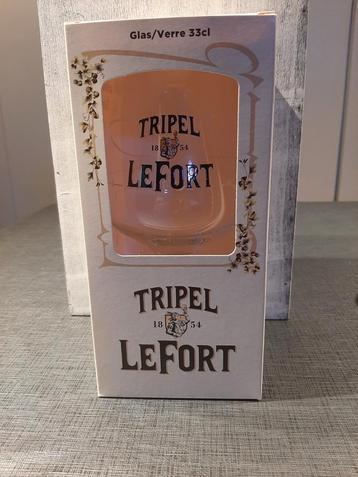 Glas/Verre 33cl
TRIPEL
18 54
LEFORT
TRIPEL
18 54
LEFORT